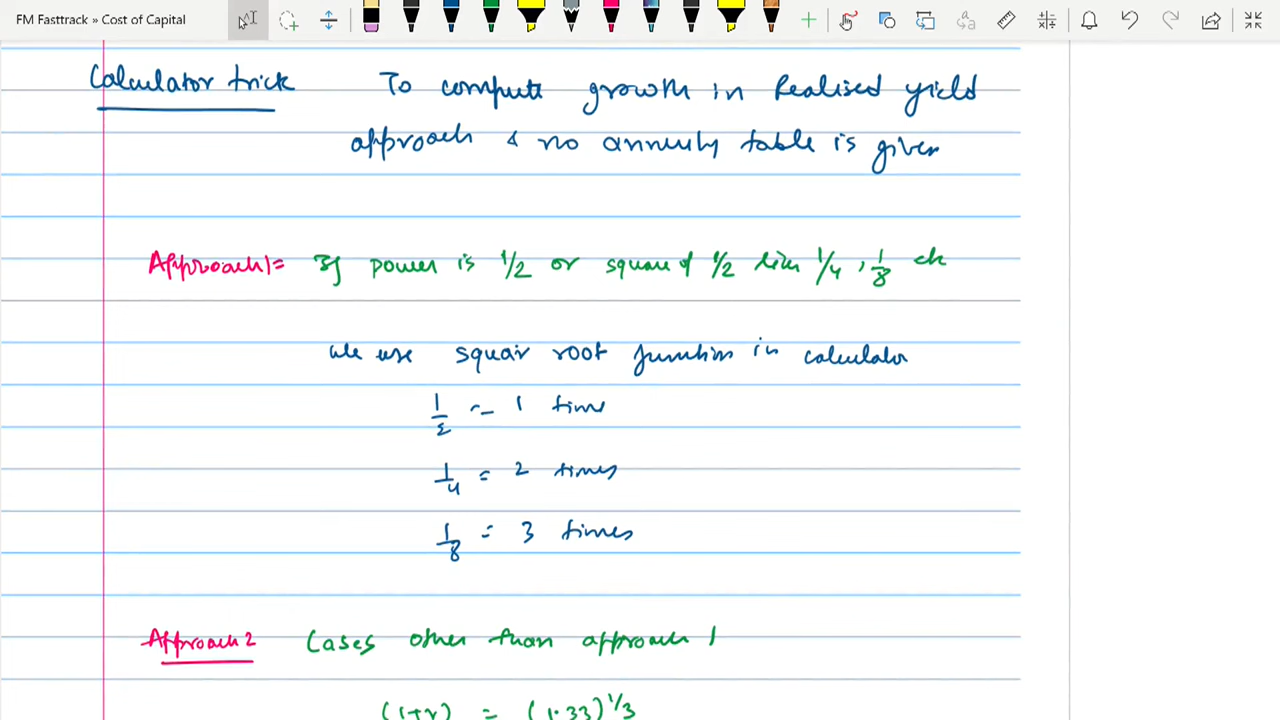 FM Fasttrack » Cost of Capital
Calculator trick To compute growth in Realised yield
approach & no annuity table is given
Approach 1= If power is 1/2 or square of 1/2 like 1/4, 1/8 etc
We use square root function in calculator
1/2 = 1 time
1/4 = 2 times
1/8 = 3 times
Approach 2 Cases other than approach 1
(1+r) = (1.33)^1/3